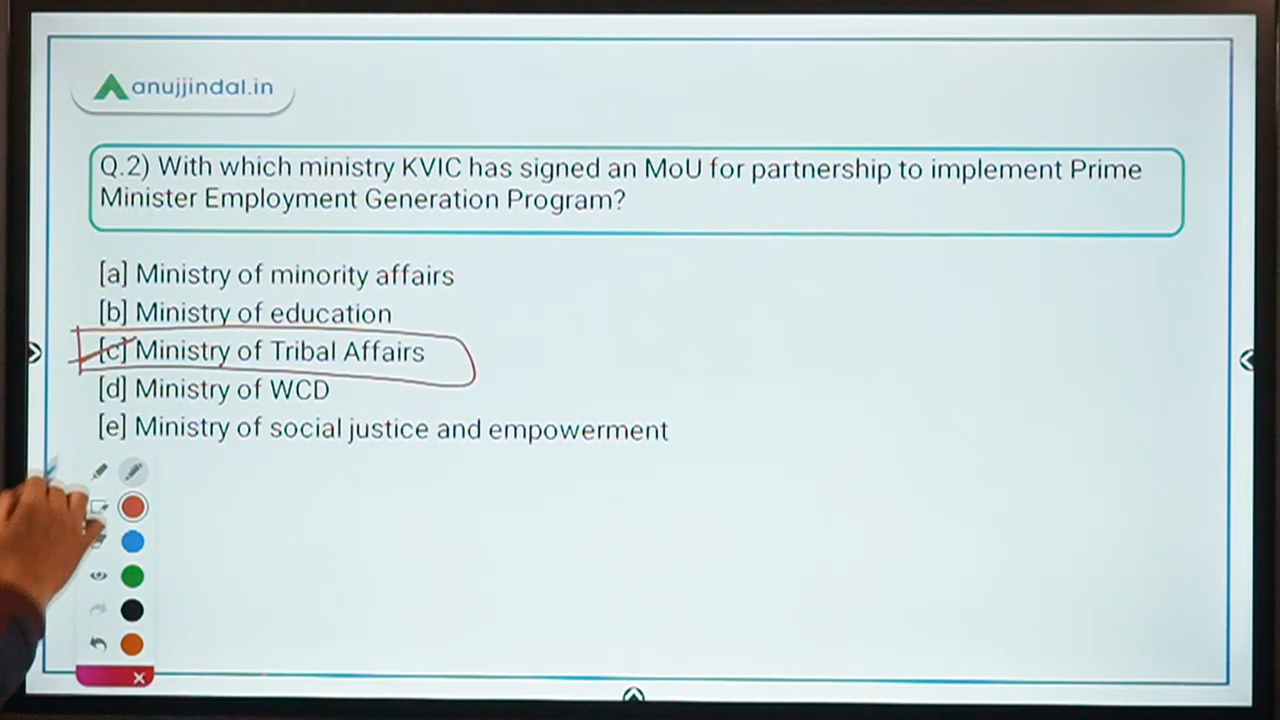 anujjindal.in
Q.2) With which ministry KVIC has signed an MoU for partnership to implement Prime
Minister Employment Generation Program?
[a] Ministry of minority affairs
[b] Ministry of education
[c] Ministry of Tribal Affairs
[d] Ministry of WCD
[e] Ministry of social justice and empowerment